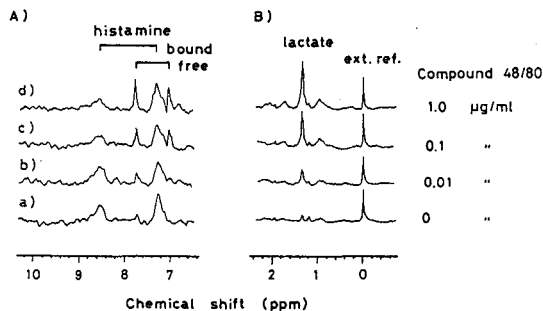 A)
histamine
bound
free
d)
c)
b)
a)
10 9 8 7
B)
lactate
ext. ref.
2 1 0
Compound 48/80
1.0 µg/ml
0.1 "
0.01 "
0 "
Chemical shift (ppm)